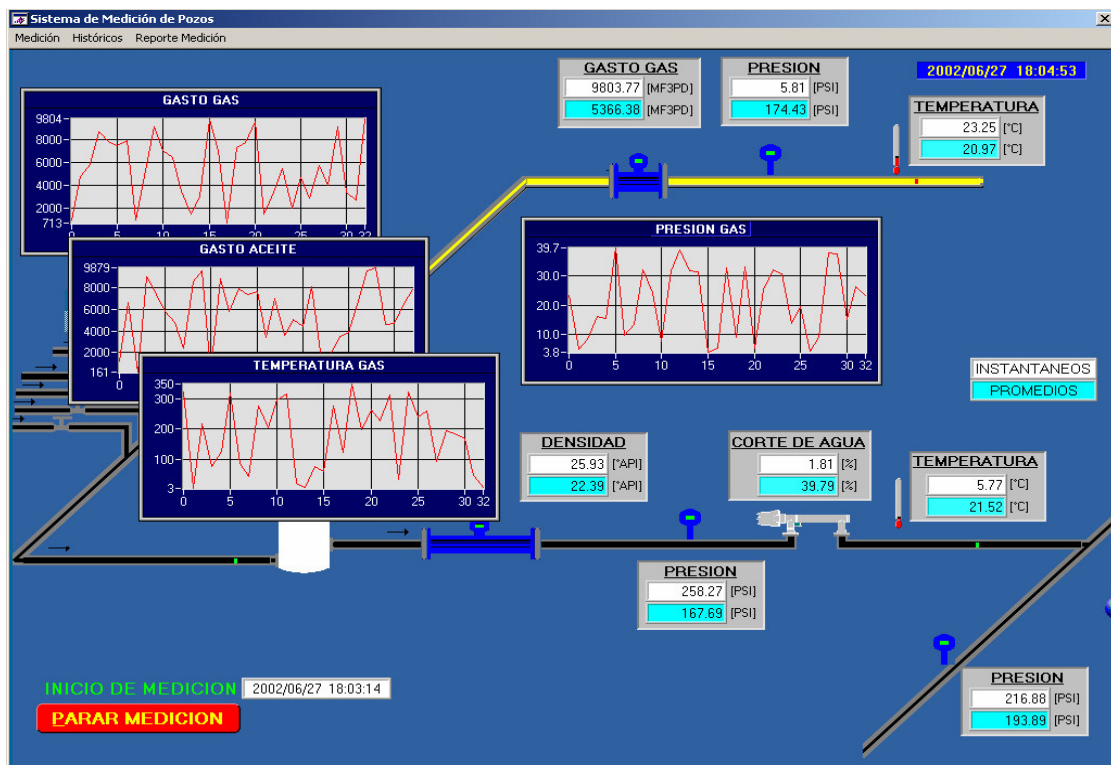 Sistema de Medición de Pozos
Medición Históricos Reporte Medición
GASTO GAS
9803.77 [MF3PD]
5366.38 [MF3PD]
PRESION
5.81 [PSI]
174.43 [PSI]
2002/06/27 18:04:53
TEMPERATURA
23.25 [°C]
20.97 [°C]
GASTO GAS
9804
8000
6000
4000
2000
713
0 5 10 15 20 25 30 32
GASTO ACEITE
9879
8000
6000
4000
2000
161
0
TEMPERATURA GAS
350
200
100
3
0 5 10 15 20 25 30 32
PRESION GAS
39.7
30.0
20.0
10.0
3.8
0 5 10 15 20 25 30 32
INSTANTANEOS
PROMEDIOS
DENSIDAD
25.93 [°API]
22.39 [°API]
CORTE DE AGUA
1.81 [%]
39.79 [%]
TEMPERATURA
5.77 [°C]
21.52 [°C]
PRESION
258.27 [PSI]
167.69 [PSI]
PRESION
216.88 [PSI]
193.89 [PSI]
INICIO DE MEDICION 2002/06/27 18:03:14
PARAR MEDICION